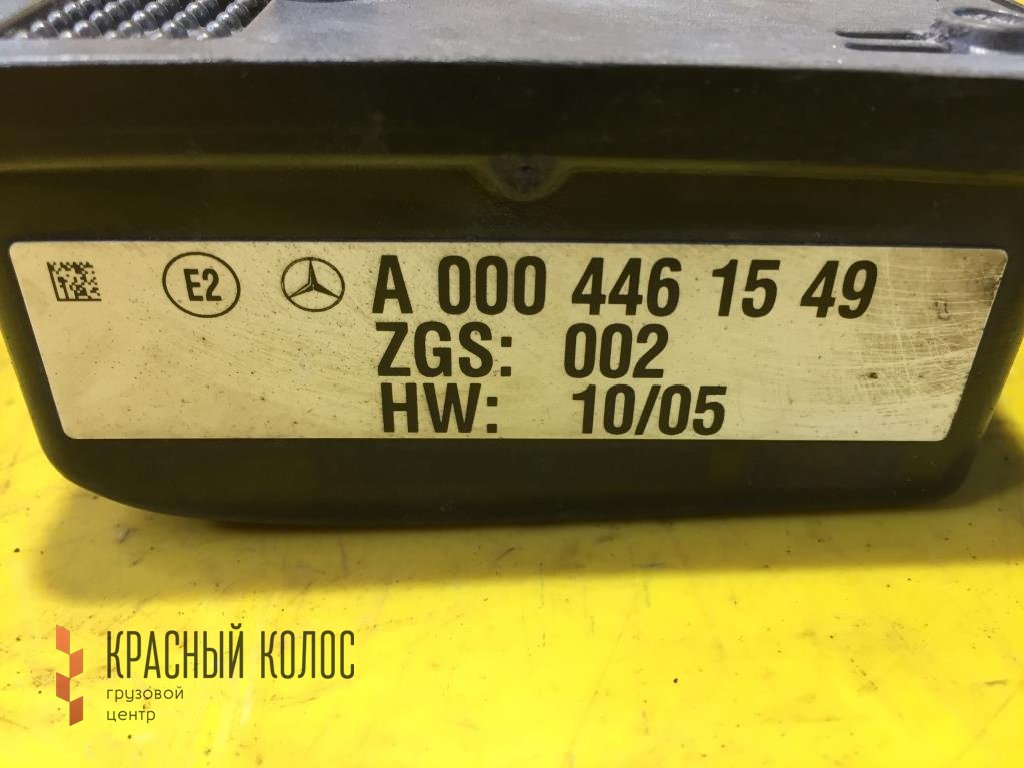 E2 A 000 446 15 49
ZGS: 002
HW: 10/05
КРАСНЫЙ КОЛОС
грузовой
центр